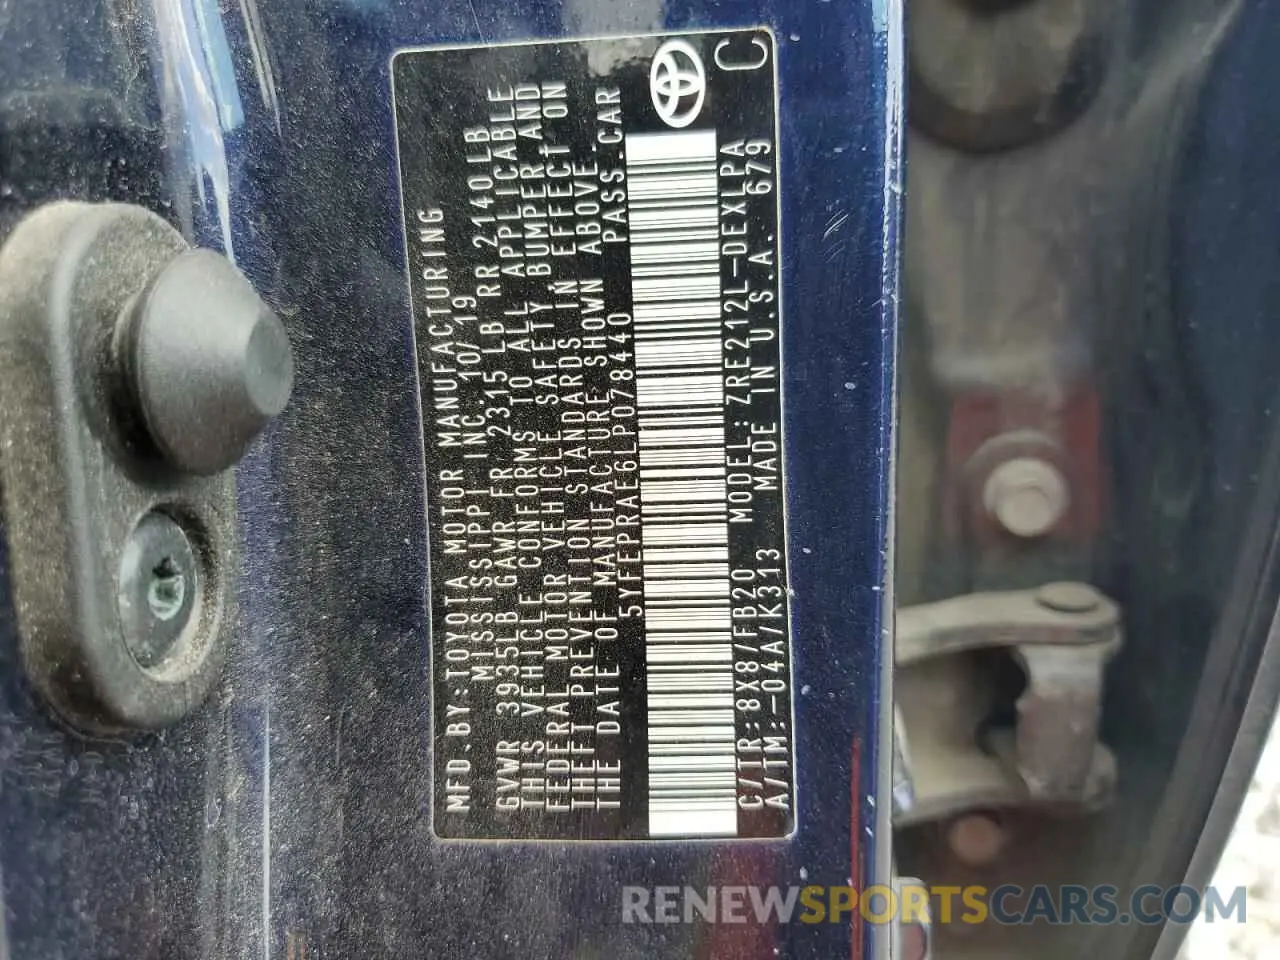 MFD.BY:TOYOTA MOTOR MANUFACTURING
MISSISSIPPI INC. 10/19
GVWR 3935LB GAWR FR 2315 LB RR 2140LB
THIS VEHICLE CONFORMS TO ALL APPLICABLE
FEDERAL MOTOR VEHICLE SAFETY, BUMPER AND
THEFT PREVENTION STANDARDS IN EFFECT ON
THE DATE OF MANUFACTURE SHOWN ABOVE.
5YFEPRAE6LP078440 PASS.CAR
C
C/TR:8X8/FB20 MODEL:ZRE212L-DEXLPA
A/TM:-04A/K313 MADE IN U.S.A. 679
RENEWSPORTSCARS.COM